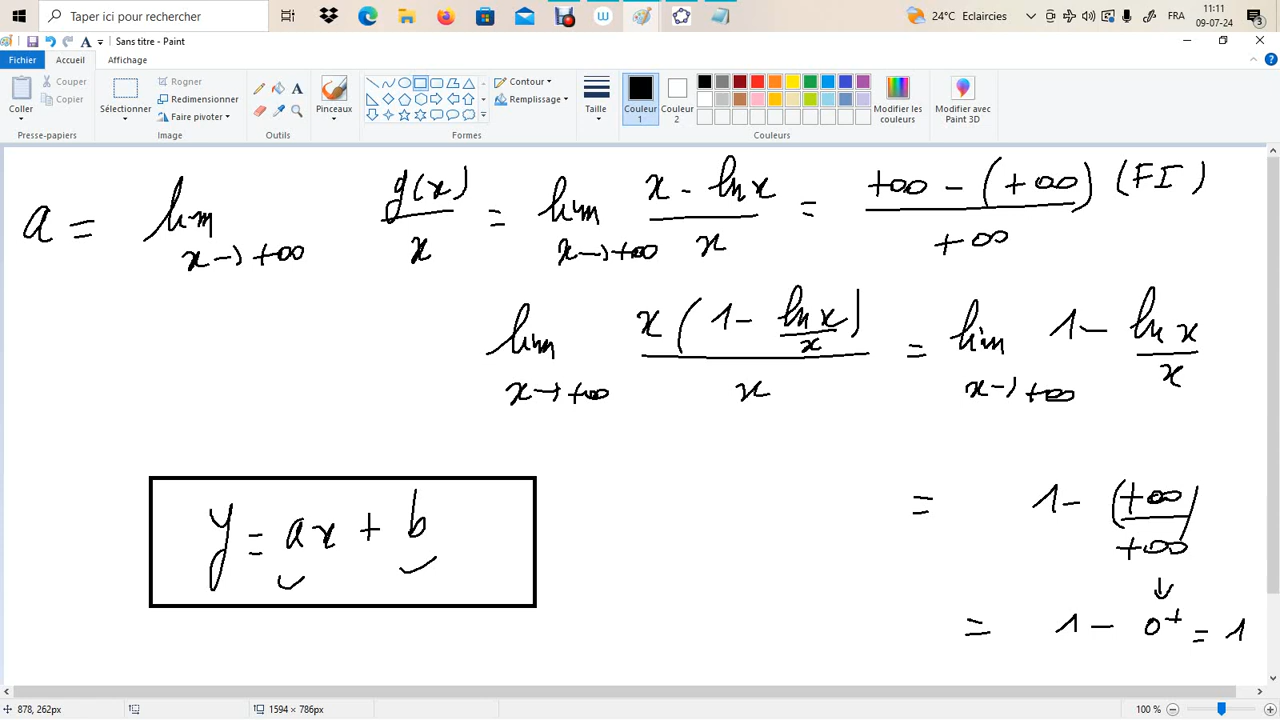 Taper ici pour rechercher
24°C Eclaircies
FRA
11:11
09-07-24
3
Sans titre - Paint
Fichier Accueil Affichage
Coller
Couper
Copier
Presse-papiers
Sélectionner
Rogner
Redimensionner
Faire pivoter
Image
A
Outils
Pinceaux
Contour
Remplissage
Formes
Taille
Couleur 1
Couleur 2
Modifier les couleurs
Couleurs
Modifier avec Paint 3D
a = lim x→+∞ g(x)/x = lim x→+∞ (x - ln x)/x = (+∞ - (+∞))/+∞ (FI)
lim x→+∞ x(1 - ln x/x)/x = lim x→+∞ 1 - ln x/x
= 1 - (+∞/+∞)
↓
y = ax + b
= 1 - 0⁺ = 1
878, 262px
1594 × 786px
100 %